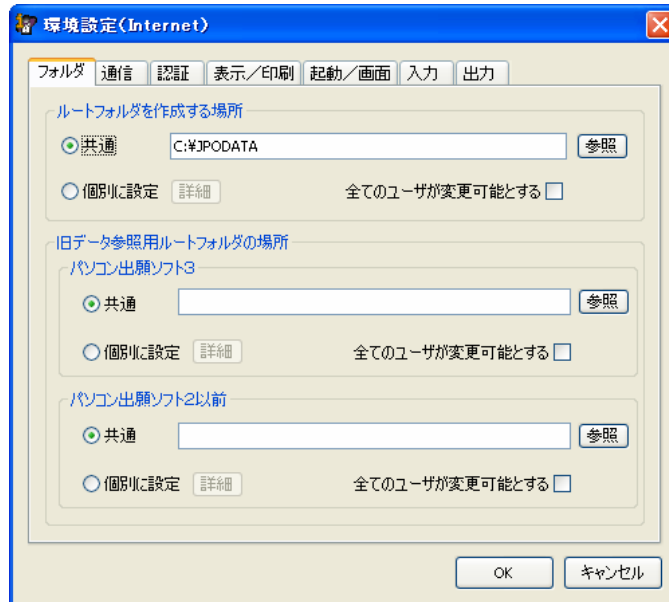 環境設定(Internet)
フォルダ 通信 認証 表示／印刷 起動／画面 入力 出力
ルートフォルダを作成する場所
共通 C:¥JPODATA 参照
個別に設定 詳細 全てのユーザが変更可能とする
旧データ参照用ルートフォルダの場所
パソコン出願ソフト3
共通 参照
個別に設定 詳細 全てのユーザが変更可能とする
パソコン出願ソフト2以前
共通 参照
個別に設定 詳細 全てのユーザが変更可能とする
OK キャンセル